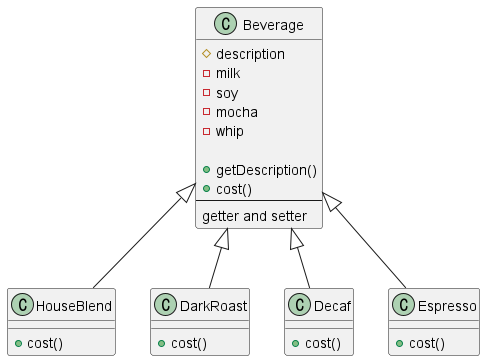 C Beverage
description
milk
soy
mocha
whip
getDescription()
cost()
getter and setter
C HouseBlend
C DarkRoast
C Decaf
C Espresso
cost()
cost()
cost()
cost()